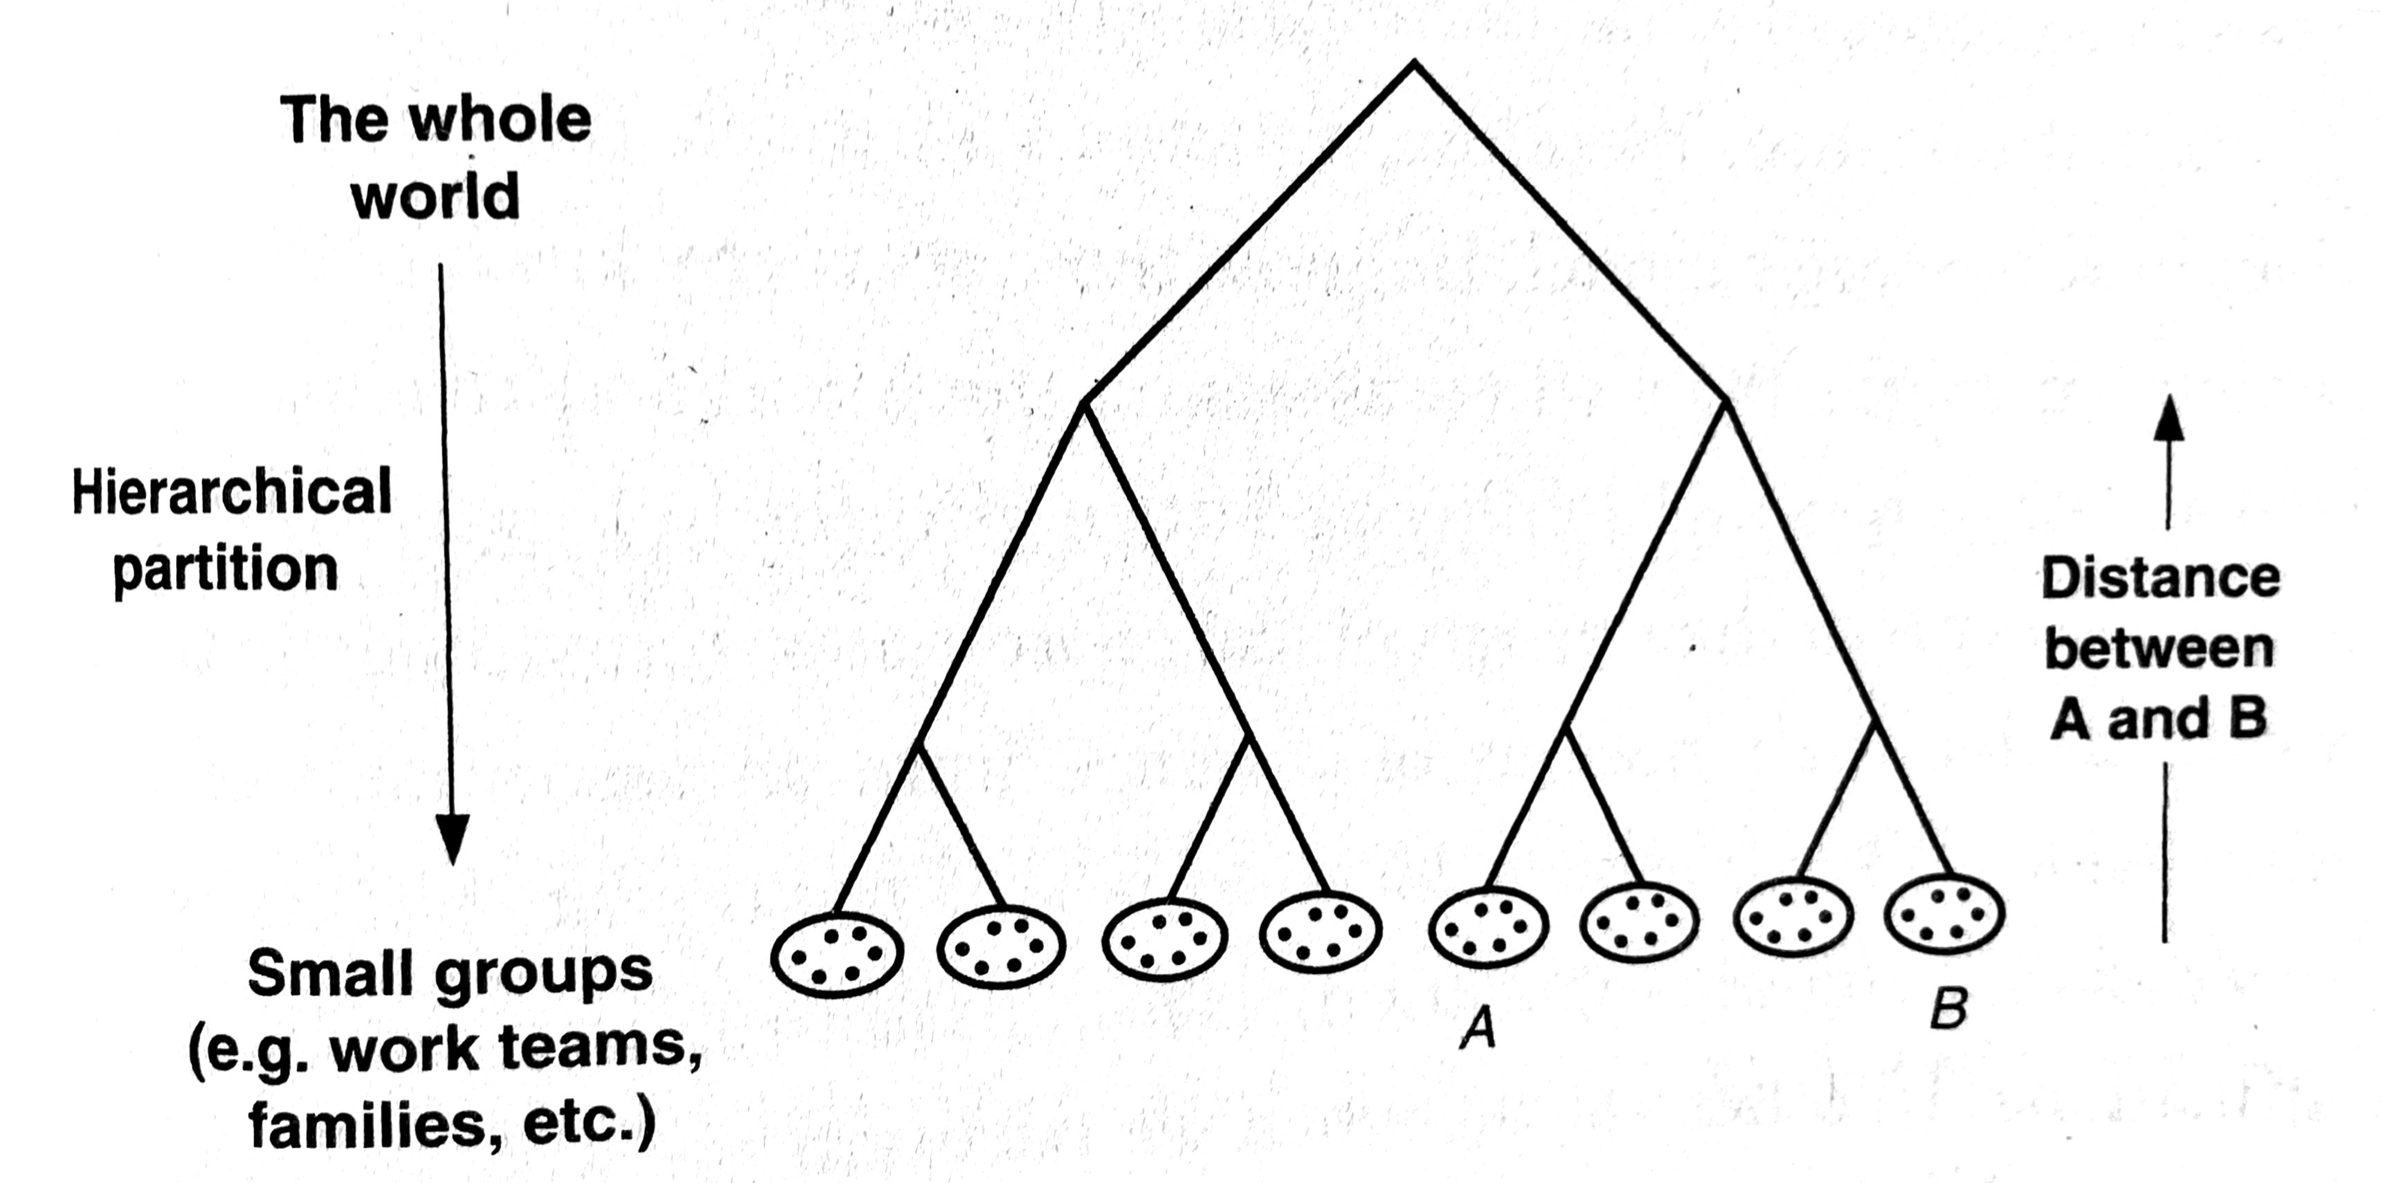 The whole
world
Hierarchical
partition
Small groups
(e.g. work teams,
families, etc.)
A
B
Distance
between
A and B